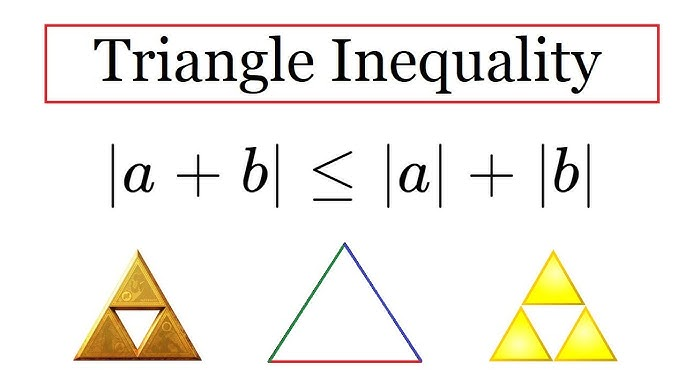 Triangle Inequality
|a + b| ≤ |a| + |b|